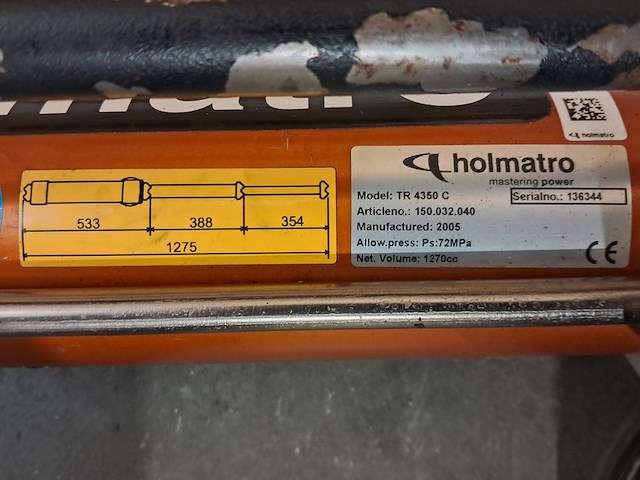 holmatro
holmatro
mastering power
Model: TR 4350 C
Serialno.: 136344
Articleno.: 150.032.040
Manufactured: 2005
Allow.press: Ps:72MPa
Net. Volume: 1270cc
CE
533
388
354
1275